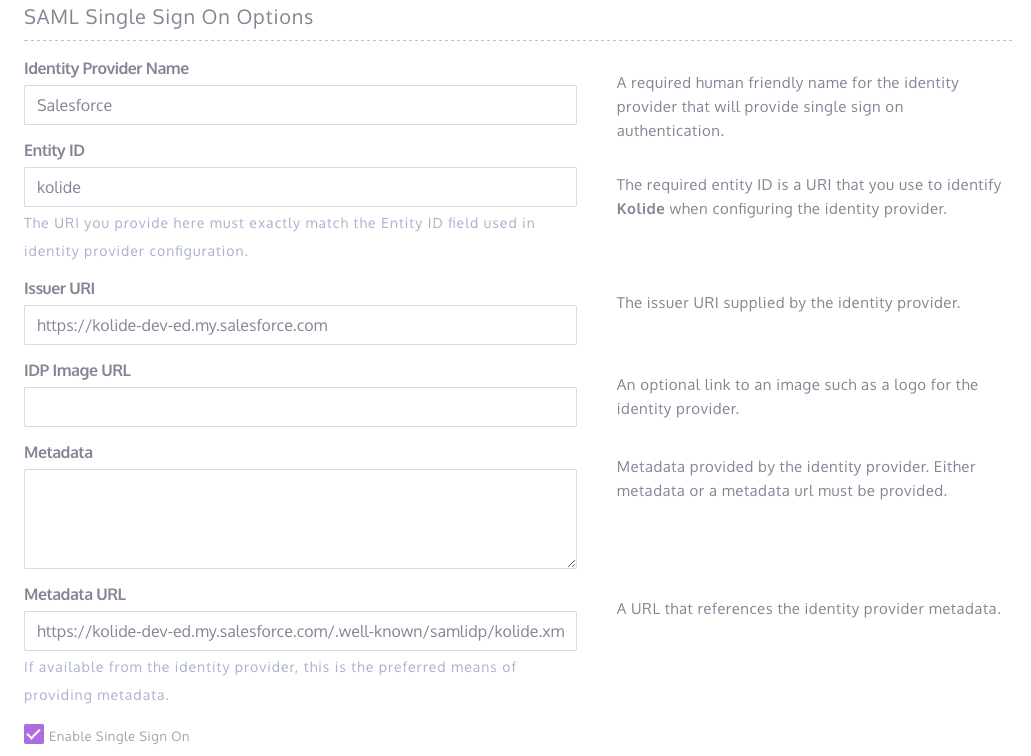 SAML Single Sign On Options
Identity Provider Name
Salesforce
A required human friendly name for the identity
provider that will provide single sign on
authentication.
Entity ID
kolide
The URI you provide here must exactly match the Entity ID field used in
identity provider configuration.
The required entity ID is a URI that you use to identify
Kolide when configuring the identity provider.
Issuer URI
https://kolide-dev-ed.my.salesforce.com
The issuer URI supplied by the identity provider.
IDP Image URL
An optional link to an image such as a logo for the
identity provider.
Metadata
Metadata provided by the identity provider. Either
metadata or a metadata url must be provided.
Metadata URL
https://kolide-dev-ed.my.salesforce.com/.well-known/samlidp/kolide.xm
If available from the identity provider, this is the preferred means of
providing metadata.
A URL that references the identity provider metadata.
Enable Single Sign On